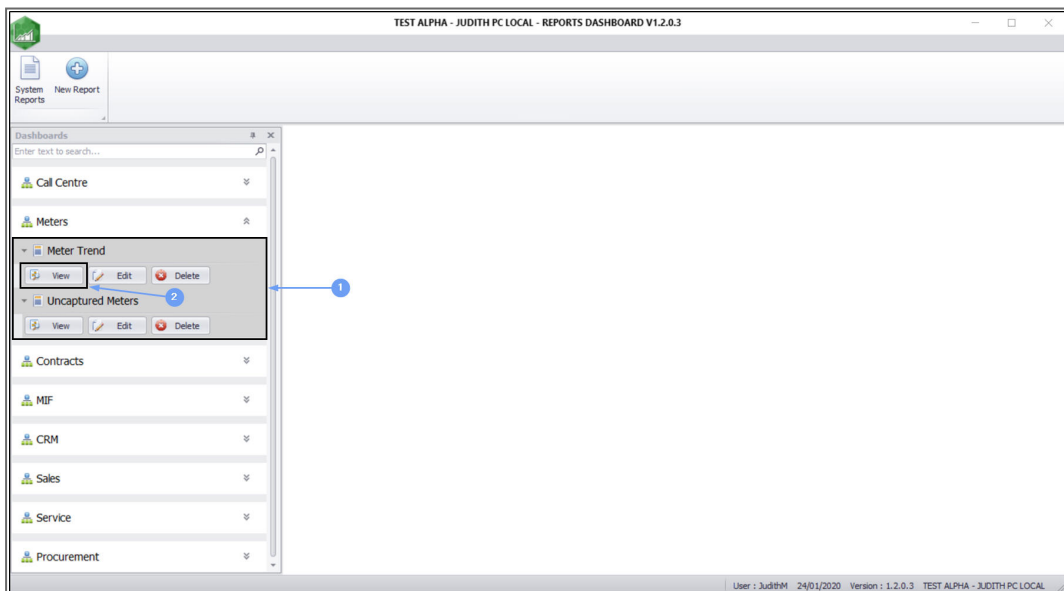 TEST ALPHA - JUDITH PC LOCAL - REPORTS DASHBOARD V1.2.0.3
System Reports
New Report
Dashboards
Enter text to search...
Call Centre
Meters
Meter Trend
View Edit Delete
1
2
Uncaptured Meters
View Edit Delete
Contracts
MIF
CRM
Sales
Service
Procurement
User : JudithM 24/01/2020 Version : 1.2.0.3 TEST ALPHA - JUDITH PC LOCAL